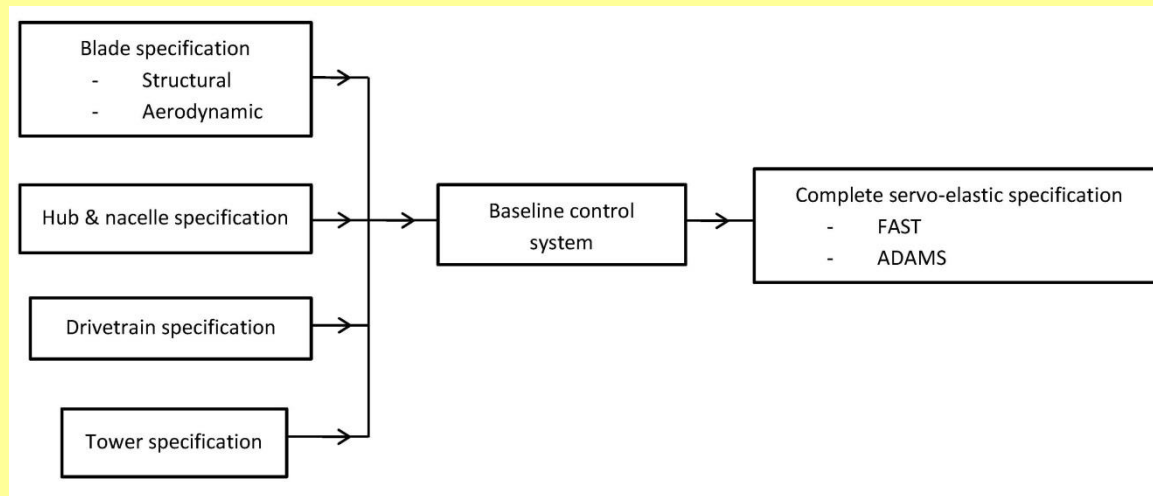 Blade specification
- Structural
- Aerodynamic
Hub & nacelle specification
Drivetrain specification
Tower specification
Baseline control
system
Complete servo-elastic specification
- FAST
- ADAMS